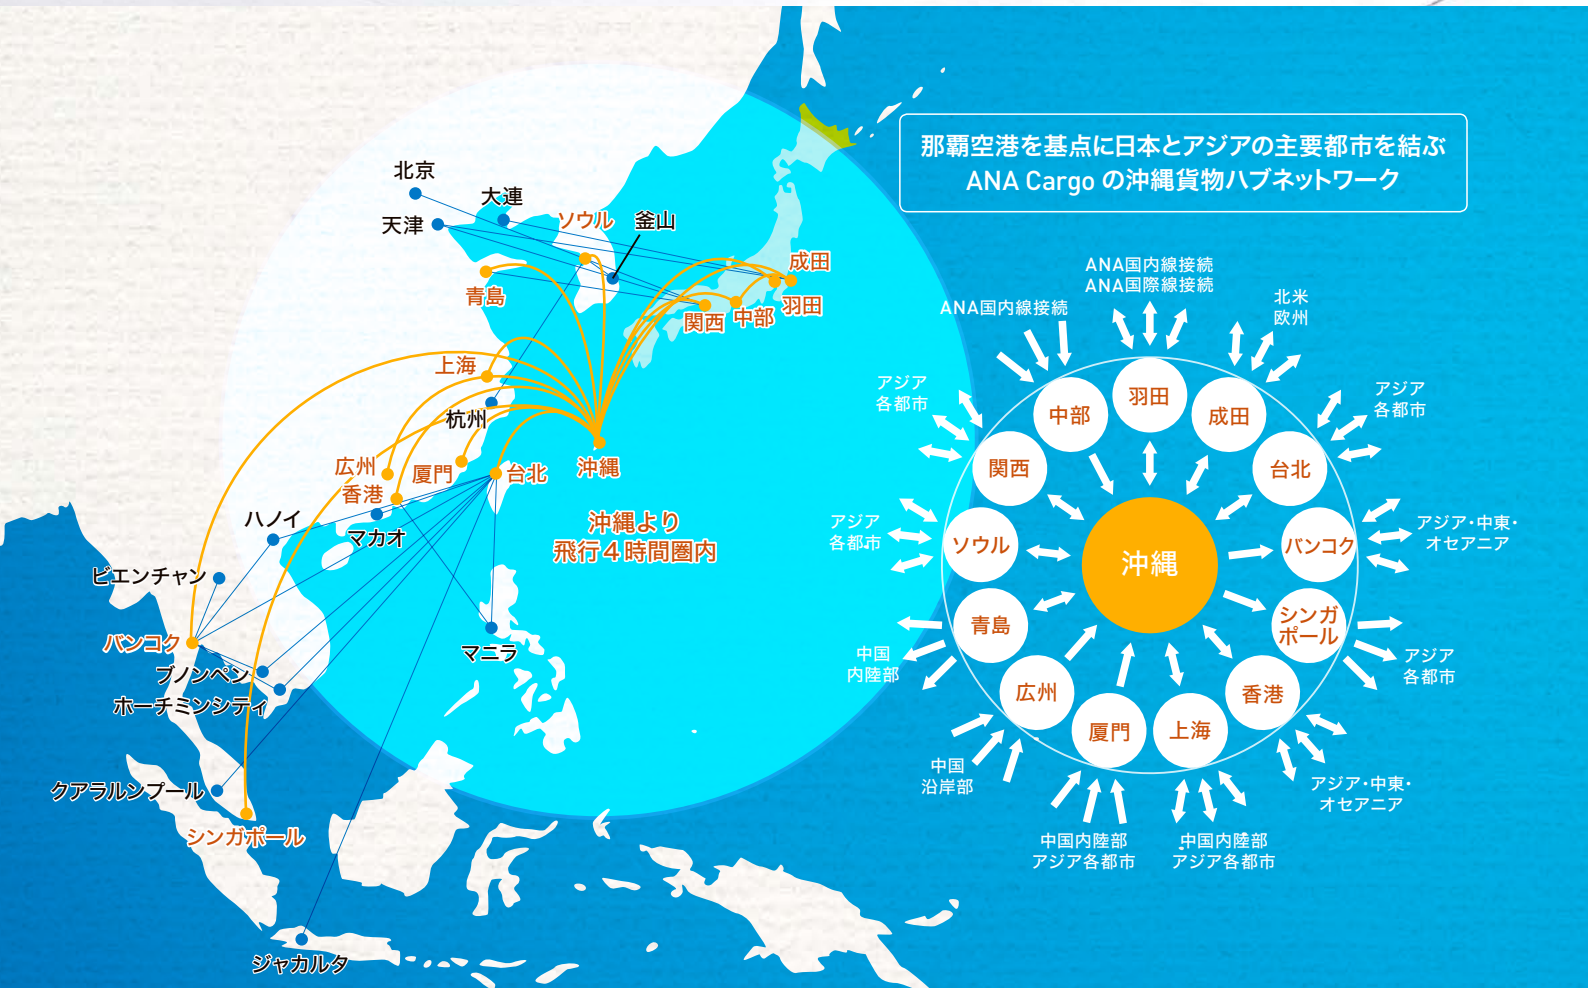 那覇空港を基点に日本とアジアの主要都市を結ぶ
ANA Cargo の沖縄貨物ハブネットワーク
北京
大連
天津
ソウル
釜山
青島
成田
羽田
関西
中部
上海
杭州
広州
厦門
香港
台北
沖縄
マカオ
ハノイ
沖縄より
飛行4時間圏内
ビエンチャン
バンコク
プノンペン
ホーチミンシティ
マニラ
クアラルンプール
シンガポール
ジャカルタ
ANA国内線接続
ANA国際線接続
ANA国内線接続
北米
欧州
アジア
各都市
アジア
各都市
アジア
各都市
アジア・中東・
オセアニア
中国
内陸部
アジア
各都市
中国
沿岸部
アジア・中東・
オセアニア
中国内陸部
アジア各都市
中国内陸部
アジア各都市
羽田
中部
成田
関西
台北
ソウル
沖縄
バンコク
青島
シンガ
ポール
広州
香港
厦門
上海